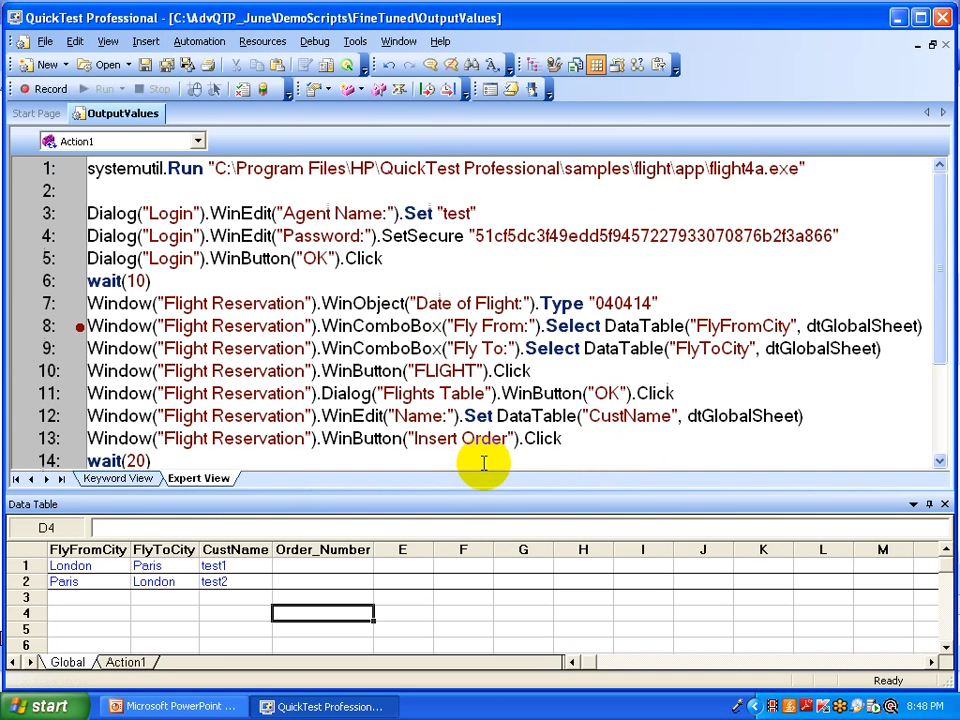 QuickTest Professional - [C:\AdvQTP_June\DemoScripts\FineTuned\OutputValues]
File Edit View Insert Automation Resources Debug Tools Window Help
New Open
Record Run Stop
Start Page OutputValues
Action1
1: systemutil.Run "C:\Program Files\HP\QuickTest Professional\samples\flight\app\flight4a.exe"
2:
3: Dialog("Login").WinEdit("Agent Name:").Set "test"
4: Dialog("Login").WinEdit("Password:").SetSecure "51cf5dc3f49edd5f9457227933070876b2f3a866"
5: Dialog("Login").WinButton("OK").Click
6: wait(10)
7: Window("Flight Reservation").WinObject("Date of Flight:").Type "040414"
8: Window("Flight Reservation").WinComboBox("Fly From:").Select DataTable("FlyFromCity", dtGlobalSheet)
9: Window("Flight Reservation").WinComboBox("Fly To:").Select DataTable("FlyToCity", dtGlobalSheet)
10: Window("Flight Reservation").WinButton("FLIGHT").Click
11: Window("Flight Reservation").Dialog("Flights Table").WinButton("OK").Click
12: Window("Flight Reservation").WinEdit("Name:").Set DataTable("CustName", dtGlobalSheet)
13: Window("Flight Reservation").WinButton("Insert Order").Click
14: wait(20)
Keyword View Expert View
Data Table
D4
FlyFromCity FlyToCity CustName Order_Number E F G H I J K L M
1 London Paris test1
2 Paris London test2
3
4
5
6
Global Action1
Ready
start Microsoft PowerPoint ... QuickTest Profession... 8:48 PM